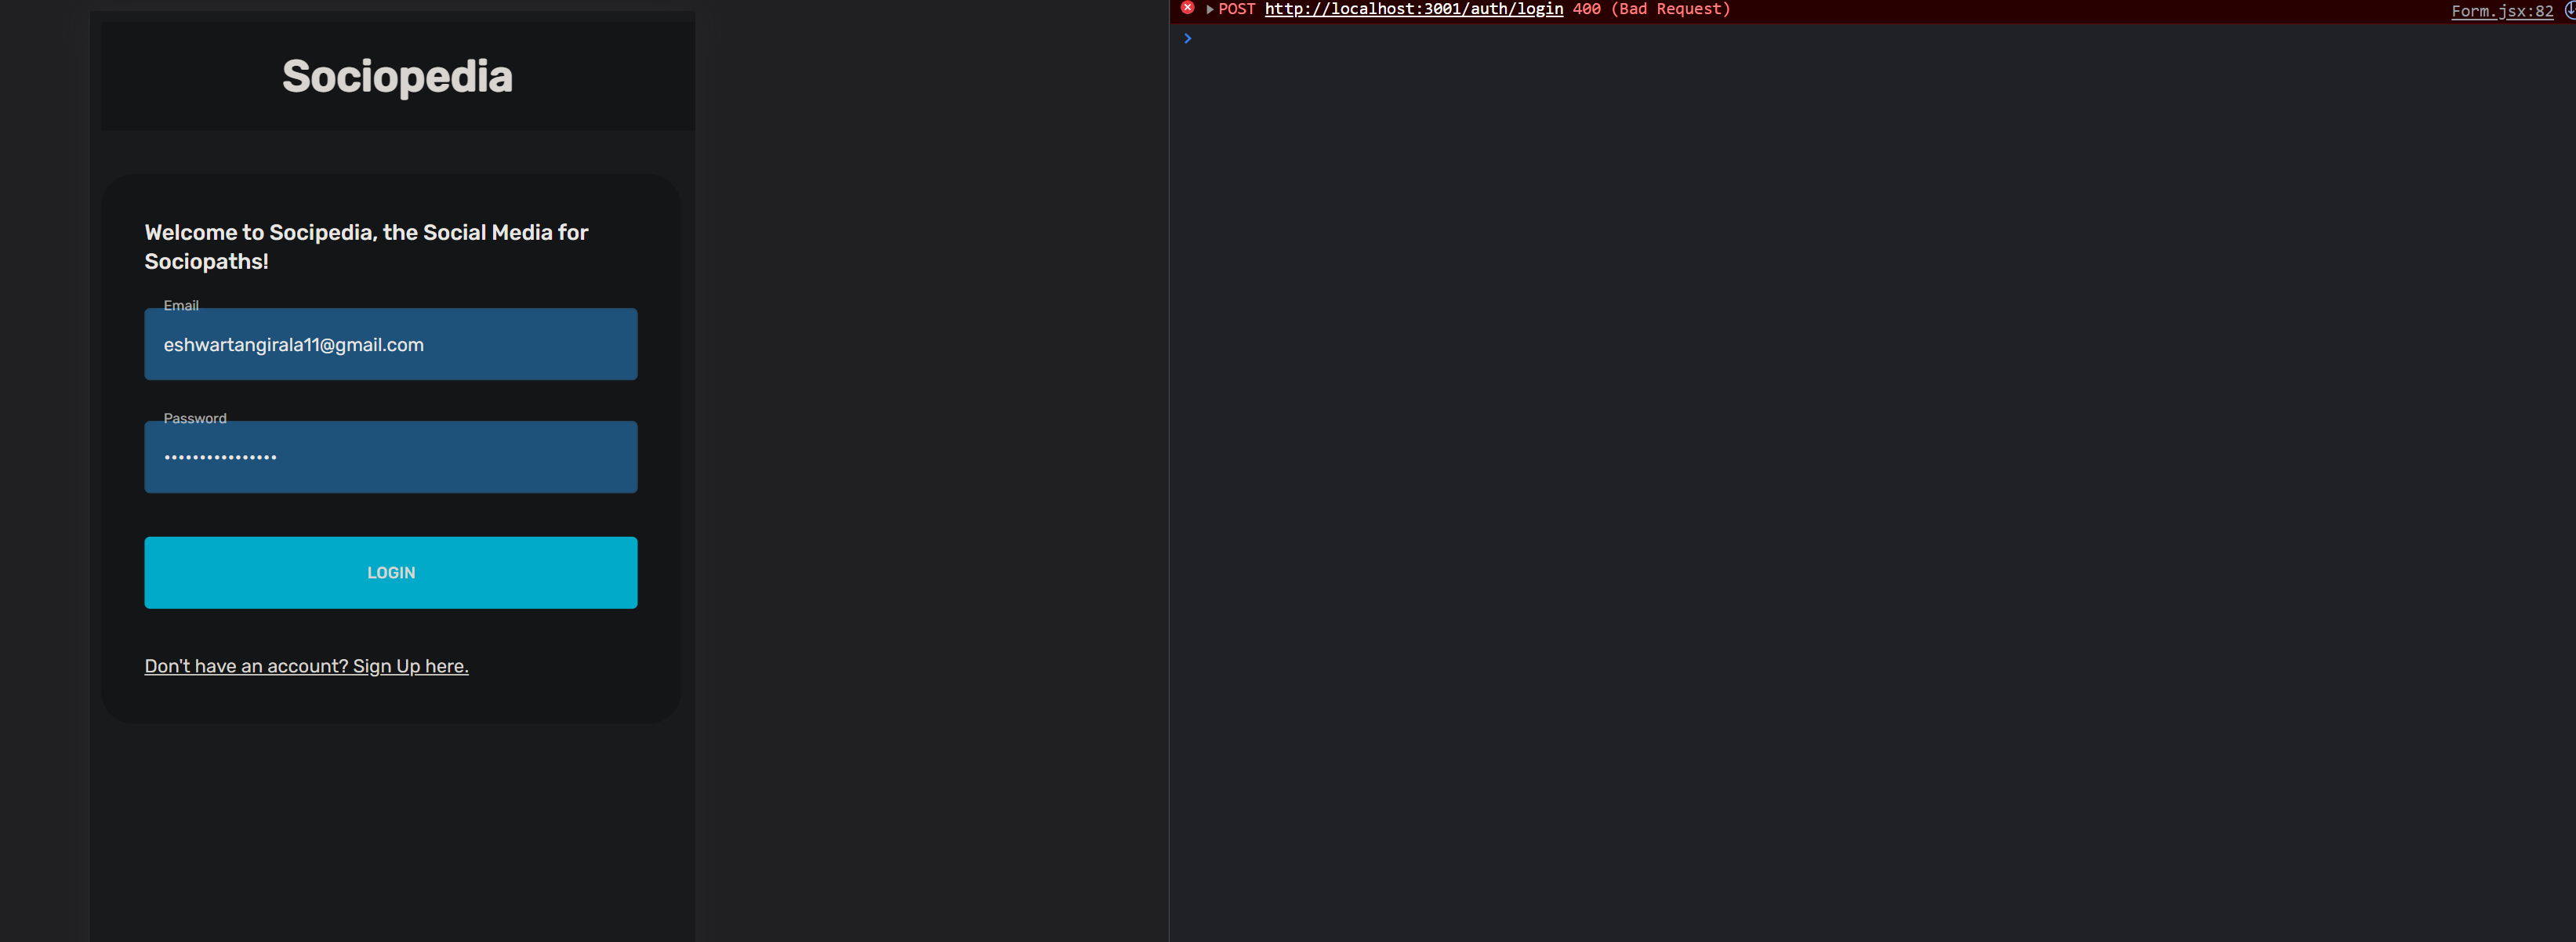 Sociopedia
Welcome to Socipedia, the Social Media for
Sociopaths!
Email
eshwartangirala11@gmail.com
Password
••••••••••••••••
LOGIN
Don't have an account? Sign Up here.
POST http://localhost:3001/auth/login 400 (Bad Request)
Form.jsx:82